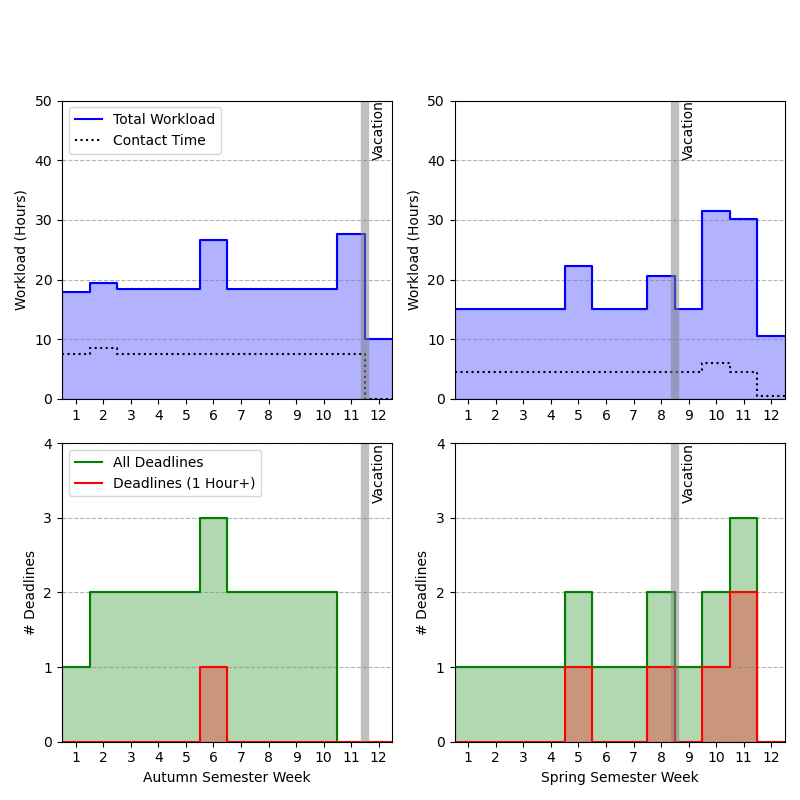 50
40
30
20
10
0
Workload (Hours)
Total Workload
Contact Time
Vacation
1 2 3 4 5 6 7 8 9 10 11 12
50
40
30
20
10
0
Workload (Hours)
Vacation
1 2 3 4 5 6 7 8 9 10 11 12
4
3
2
1
0
# Deadlines
All Deadlines
Deadlines (1 Hour+)
Vacation
1 2 3 4 5 6 7 8 9 10 11 12
Autumn Semester Week
4
3
2
1
0
# Deadlines
Vacation
1 2 3 4 5 6 7 8 9 10 11 12
Spring Semester Week